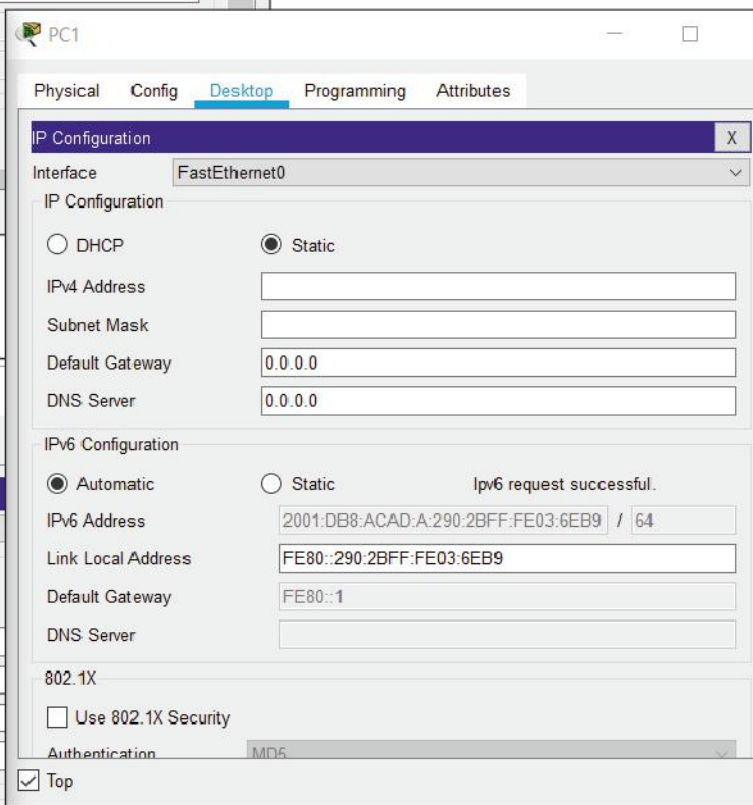 PC1
Physical Config Desktop Programming Attributes
IP Configuration X
Interface FastEthernet0
IP Configuration
DHCP Static
IPv4 Address
Subnet Mask
Default Gateway 0.0.0.0
DNS Server 0.0.0.0
IPv6 Configuration
Automatic Static Ipv6 request successful.
IPv6 Address 2001:DB8:ACAD:A:290:2BFF:FE03:6EB9 / 64
Link Local Address FE80::290:2BFF:FE03:6EB9
Default Gateway FE80::1
DNS Server
802.1X
Use 802.1X Security
Authentication MD5
Top